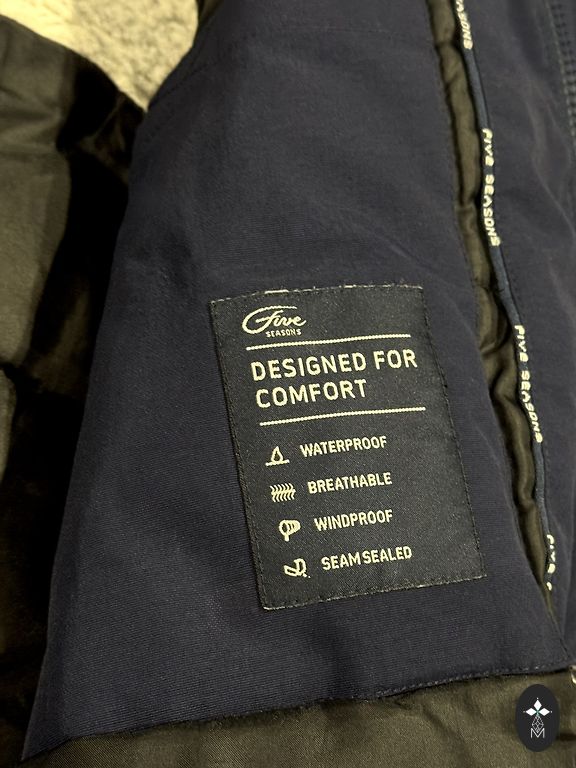 FIVE SEASONS
FIVE SEASONS
Five
SEASONS
DESIGNED FOR
COMFORT
WATERPROOF
BREATHABLE
WINDPROOF
SEAM SEALED
M